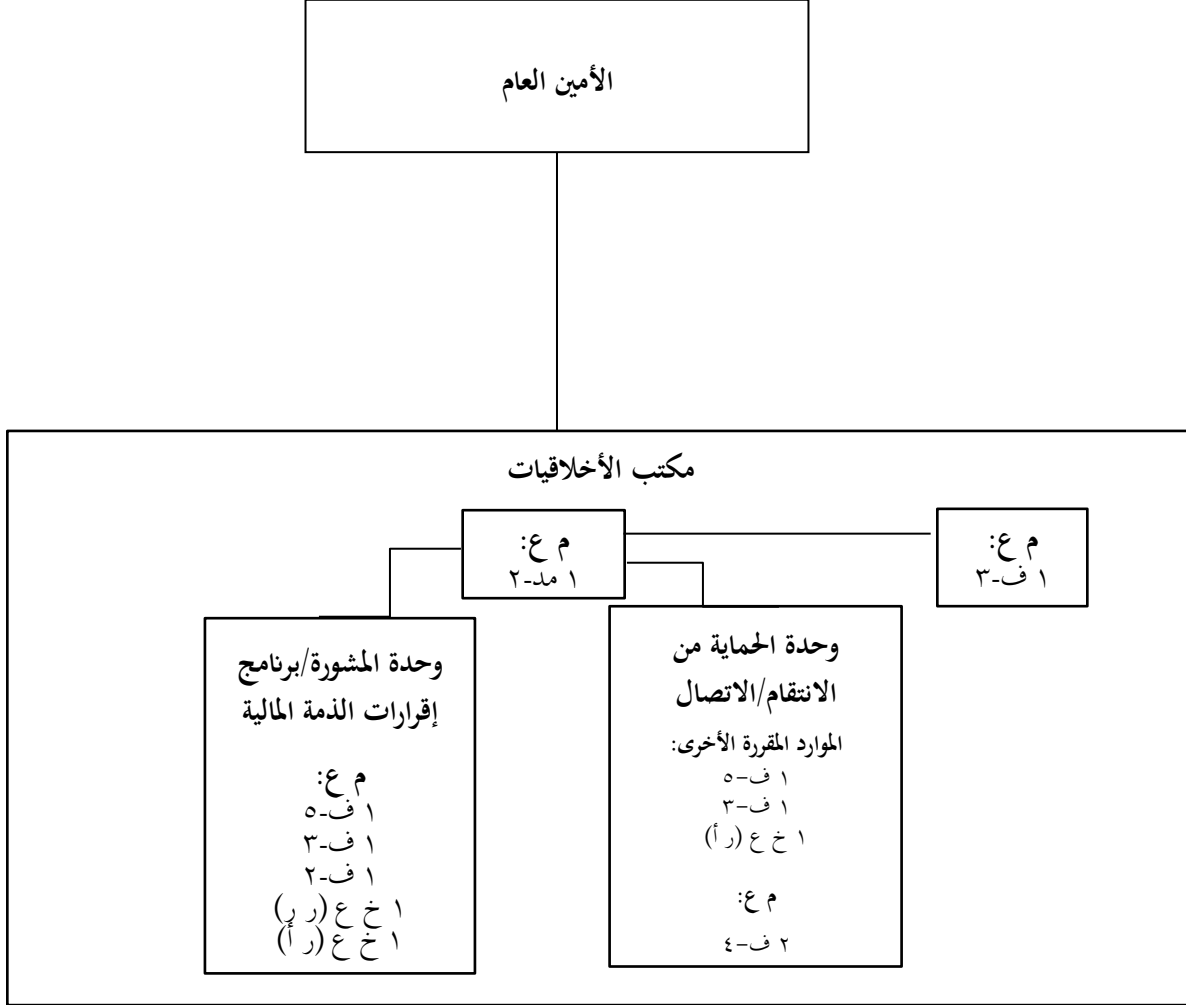 الأمين العام
مكتب الأخلاقيات
م ع:
١ مد-٢
م ع:
١ ف-٣
وحدة الحماية من
الانتقام/الاتصال
الموارد المقررة الأخرى:
١ ف-٥
١ ف-٣
١ خ ع (ر أ)
م ع:
٢ ف-٤
وحدة المشورة/برنامج
إقرارات الذمة المالية
م ع:
١ ف-٥
١ ف-٣
١ ف-٢
١ خ ع (ر ر)
١ خ ع (ر أ)